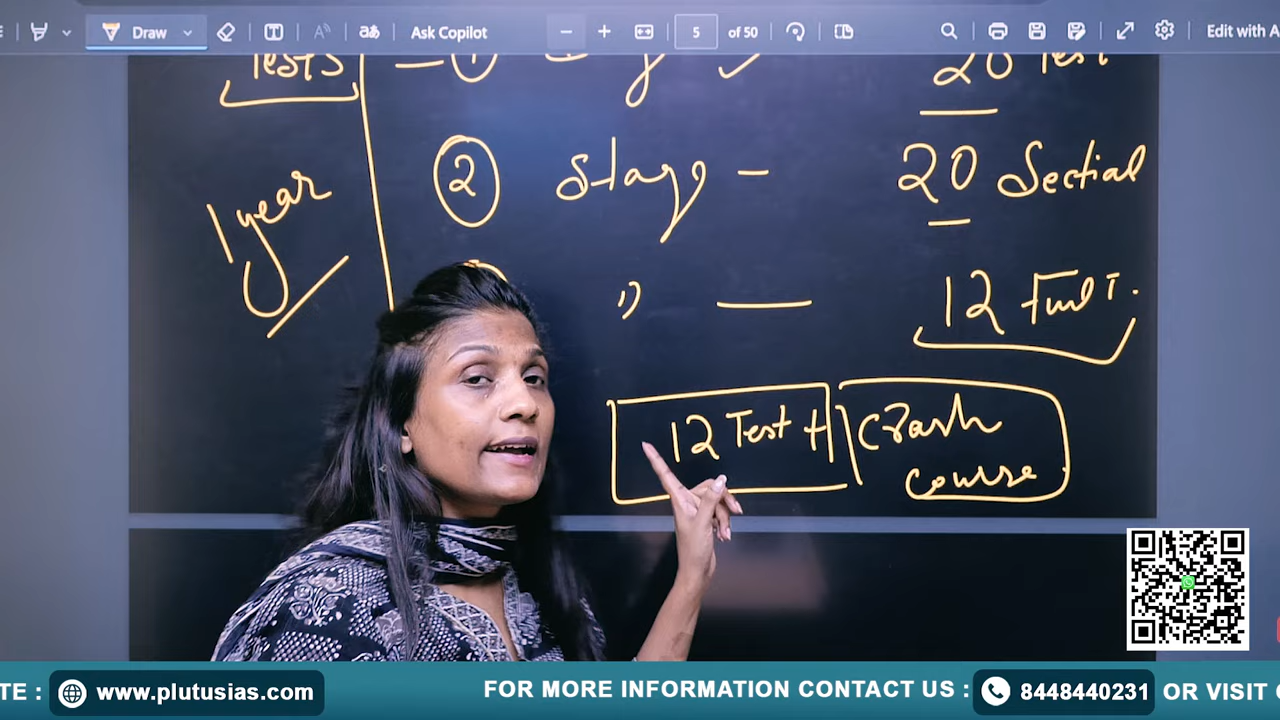 Draw
Ask Copilot
5 of 50
Edit with A
Tests — 1
20 Test
1 year
2 Stage - 20 Sectial
" — 12 Full T.
12 Test + Crash
course
TE : www.plutusias.com
FOR MORE INFORMATION CONTACT US : 8448440231 OR VISIT